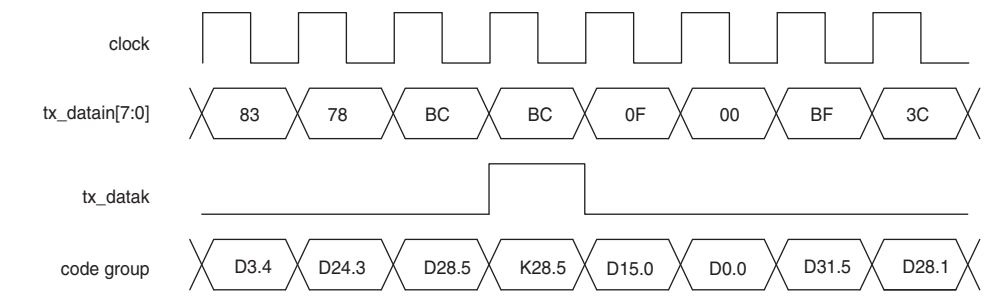 clock
tx_datain[7:0] 83 78 BC BC 0F 00 BF 3C
tx_datak
code group D3.4 D24.3 D28.5 K28.5 D15.0 D0.0 D31.5 D28.1